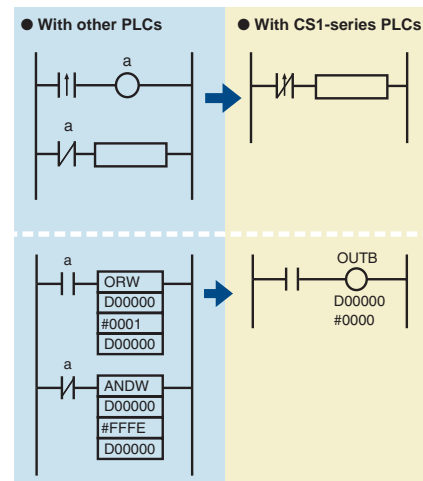 ● With other PLCs
● With CS1-series PLCs
a
a
a
ORW
D00000
#0001
D00000
a
ANDW
D00000
#FFFE
D00000
OUTB
D00000
#0000